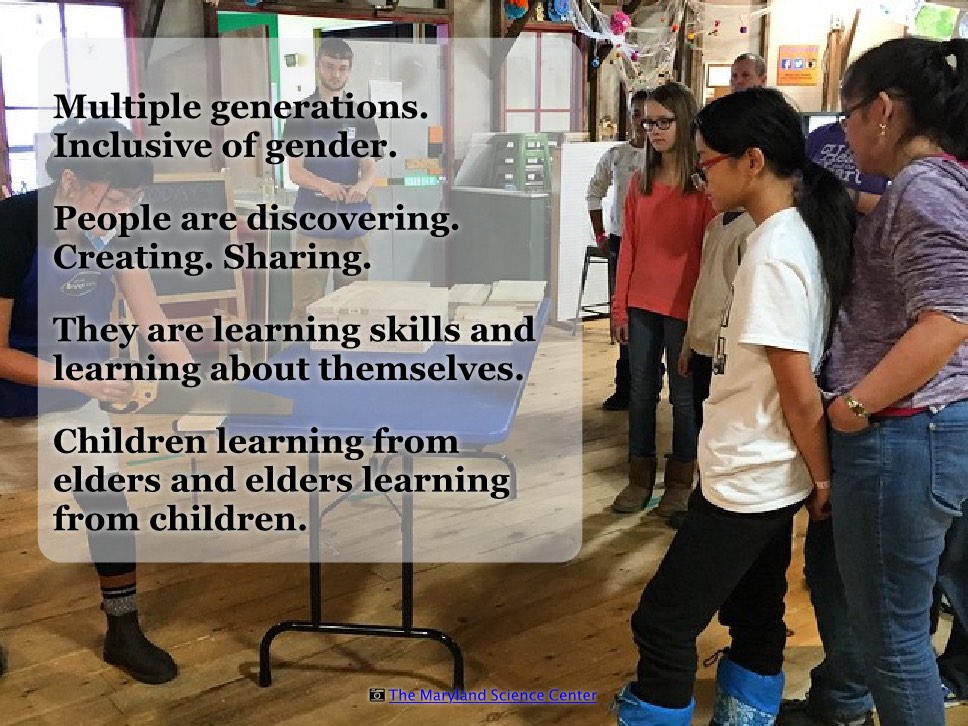 Multiple generations.
Inclusive of gender.
People are discovering.
Creating. Sharing.
They are learning skills and
learning about themselves.
Children learning from
elders and elders learning
from children.
The Maryland Science Center